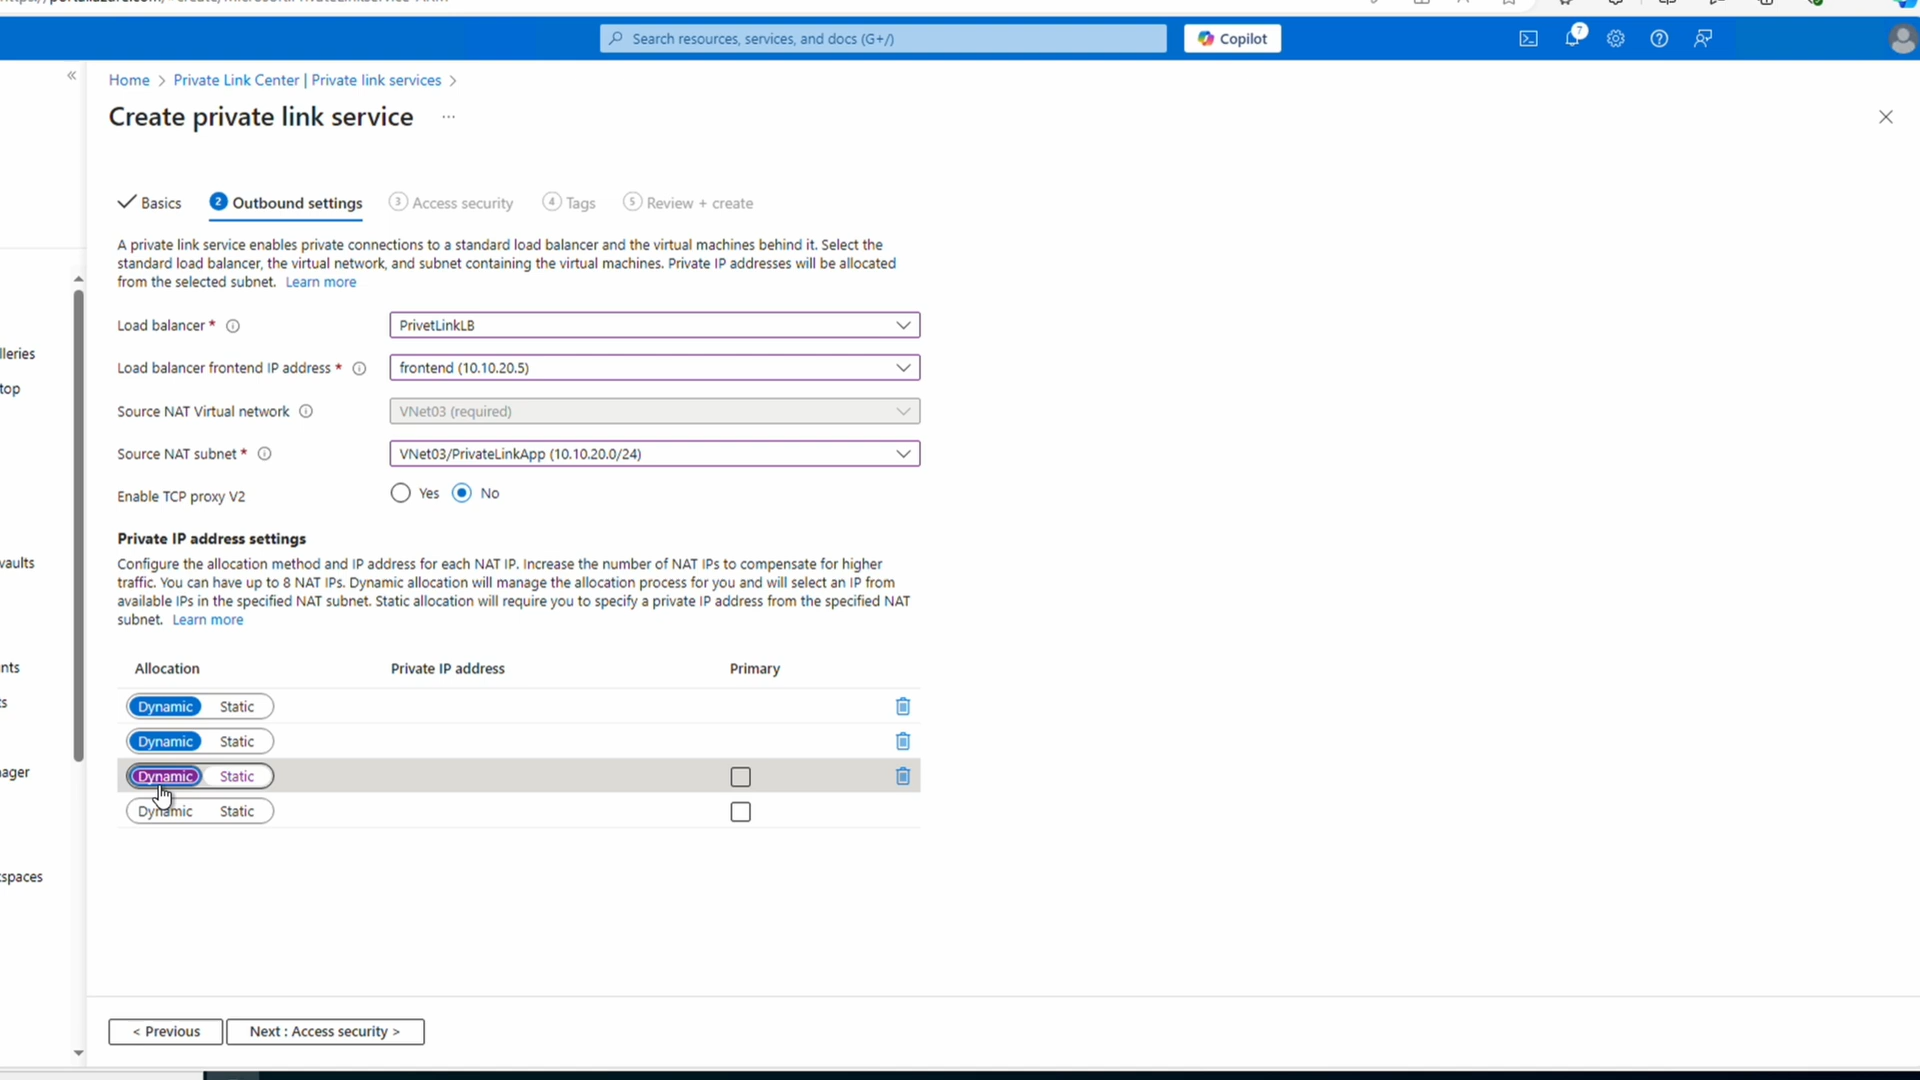 Search resources, services, and docs (G+/)
Copilot
7
Home > Private Link Center | Private link services >
Create private link service
...
Basics
2 Outbound settings
3 Access security
4 Tags
5 Review + create
A private link service enables private connections to a standard load balancer and the virtual machines behind it. Select the
standard load balancer, the virtual network, and subnet containing the virtual machines. Private IP addresses will be allocated
from the selected subnet. Learn more
Load balancer *
PrivetLinkLB
Load balancer frontend IP address *
frontend (10.10.20.5)
Source NAT Virtual network
VNet03 (required)
Source NAT subnet *
VNet03/PrivateLinkApp (10.10.20.0/24)
Enable TCP proxy V2
Yes No
Private IP address settings
Configure the allocation method and IP address for each NAT IP. Increase the number of NAT IPs to compensate for higher
traffic. You can have up to 8 NAT IPs. Dynamic allocation will manage the allocation process for you and will select an IP from
available IPs in the specified NAT subnet. Static allocation will require you to specify a private IP address from the specified NAT
subnet. Learn more
Allocation Private IP address Primary
Dynamic Static
Dynamic Static
Dynamic Static
Dynamic Static
< Previous
Next : Access security >
lleries
top
vaults
nts
ts
ager
spaces